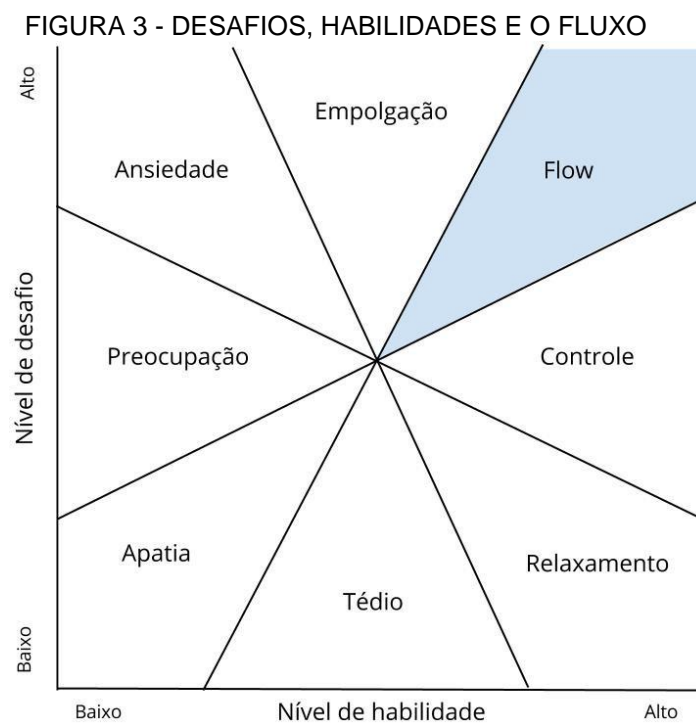 FIGURA 3 - DESAFIOS, HABILIDADES E O FLUXO
Alto
Empolgação
Ansiedade
Flow
Nível de desafio
Preocupação
Controle
Apatia
Relaxamento
Tédio
Baixo
Baixo
Nível de habilidade
Alto